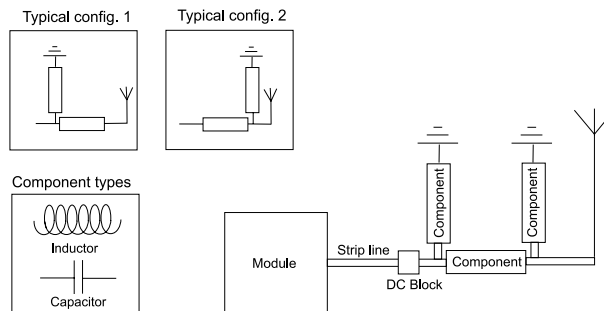 Typical config. 1
Typical config. 2
Component types
Inductor
Capacitor
Module
Strip line
DC Block
Component
Component
Component